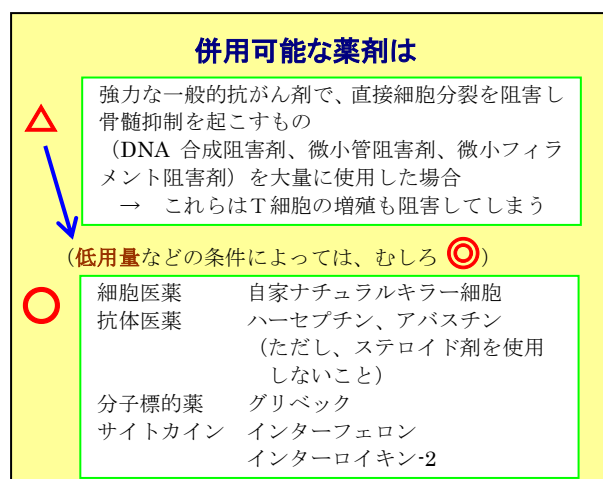 併用可能な薬剤は
△
強力な一般的抗がん剤で、直接細胞分裂を阻害し
骨髄抑制を起こすもの
（DNA 合成阻害剤、微小管阻害剤、微小フィラ
メント阻害剤）を大量に使用した場合
→ これらはＴ細胞の増殖も阻害してしまう
（低用量などの条件によっては、むしろ ◎）
○
細胞医薬 自家ナチュラルキラー細胞
抗体医薬 ハーセプチン、アバスチン
（ただし、ステロイド剤を使用
しないこと）
分子標的薬 グリベック
サイトカイン インターフェロン
インターロイキン-2